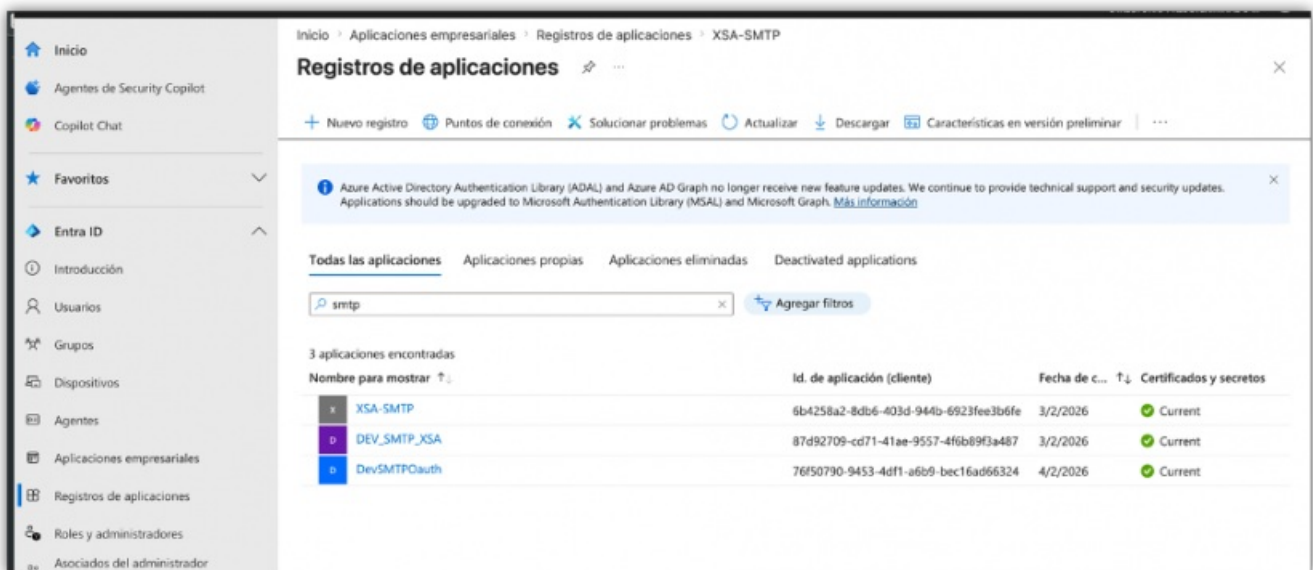 Inicio
Agentes de Security Copilot
Copilot Chat
Favoritos
Entra ID
Introducción
Usuarios
Grupos
Dispositivos
Agentes
Aplicaciones empresariales
Registros de aplicaciones
Roles y administradores
Asociados del administrador
Inicio > Aplicaciones empresariales > Registros de aplicaciones > XSA-SMTP
Registros de aplicaciones
Nuevo registro Puntos de conexión Solucionar problemas Actualizar Descargar Características en versión preliminar
Azure Active Directory Authentication Library (ADAL) and Azure AD Graph no longer receive new feature updates. We continue to provide technical support and security updates.
Applications should be upgraded to Microsoft Authentication Library (MSAL) and Microsoft Graph. Más información
Todas las aplicaciones Aplicaciones propias Aplicaciones eliminadas Deactivated applications
smtp Agregar filtros
3 aplicaciones encontradas
Nombre para mostrar Id. de aplicación (cliente) Fecha de c... Certificados y secretos
X XSA-SMTP 6b4258a2-8db6-403d-944b-6923fee3b6fe 3/2/2026 Current
D DEV_SMTP_XSA 87d92709-cd71-41ae-9557-4f6b89f3a487 3/2/2026 Current
D DevSMTPOauth 76f50790-9453-4df1-a6b9-bec16ad66324 4/2/2026 Current